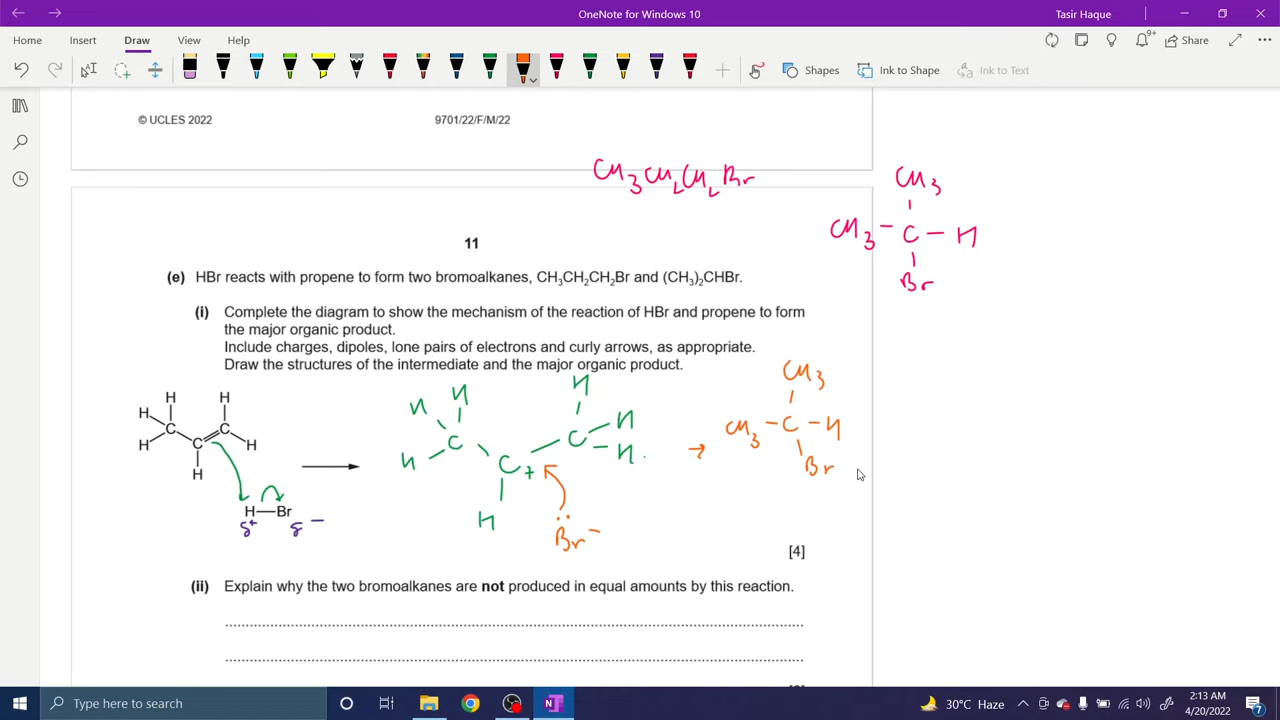 OneNote for Windows 10
Tasir Haque
Home
Insert
Draw
View
Help
9+
Share
Shapes
Ink to Shape
Ink to Text
© UCLES 2022
9701/22/F/M/22
CH3CH2CH2Br
CH3
CH3 – C – H
Br
11
(e) HBr reacts with propene to form two bromoalkanes, CH₃CH₂CH₂Br and (CH₃)₂CHBr.
(i) Complete the diagram to show the mechanism of the reaction of HBr and propene to form
the major organic product.
Include charges, dipoles, lone pairs of electrons and curly arrows, as appropriate.
Draw the structures of the intermediate and the major organic product.
H H
H C C
H C H
H
H—Br
δ+ δ–
H H H
C C H
H C+ H
H
:Br–
→
CH3
CH3 – C – H
Br
[4]
(ii) Explain why the two bromoalkanes are not produced in equal amounts by this reaction.
Type here to search
30°C Haze
2:13 AM
4/20/2022
7